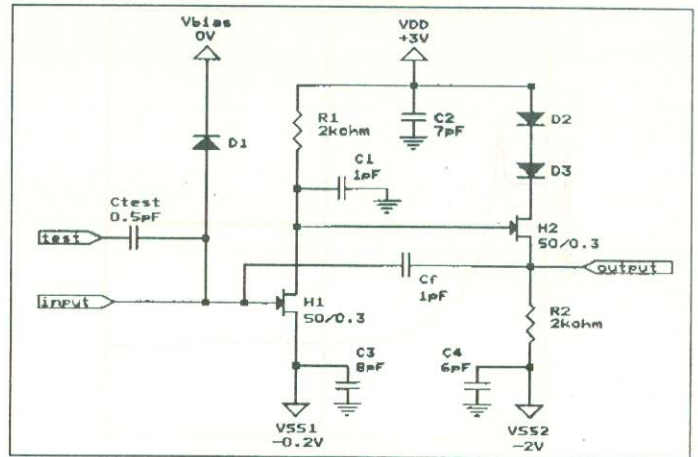 Vbias
0V
VDD
+3V
R1
2kohm
C2
7pF
D2
D1
C1
1pF
D3
Ctest
0.5pF
test
H2
50/0.3
Cf
1pF
output
input
H1
50/0.3
R2
2kohm
C3
8pF
C4
6pF
VSS1
-0.2V
VSS2
-2V